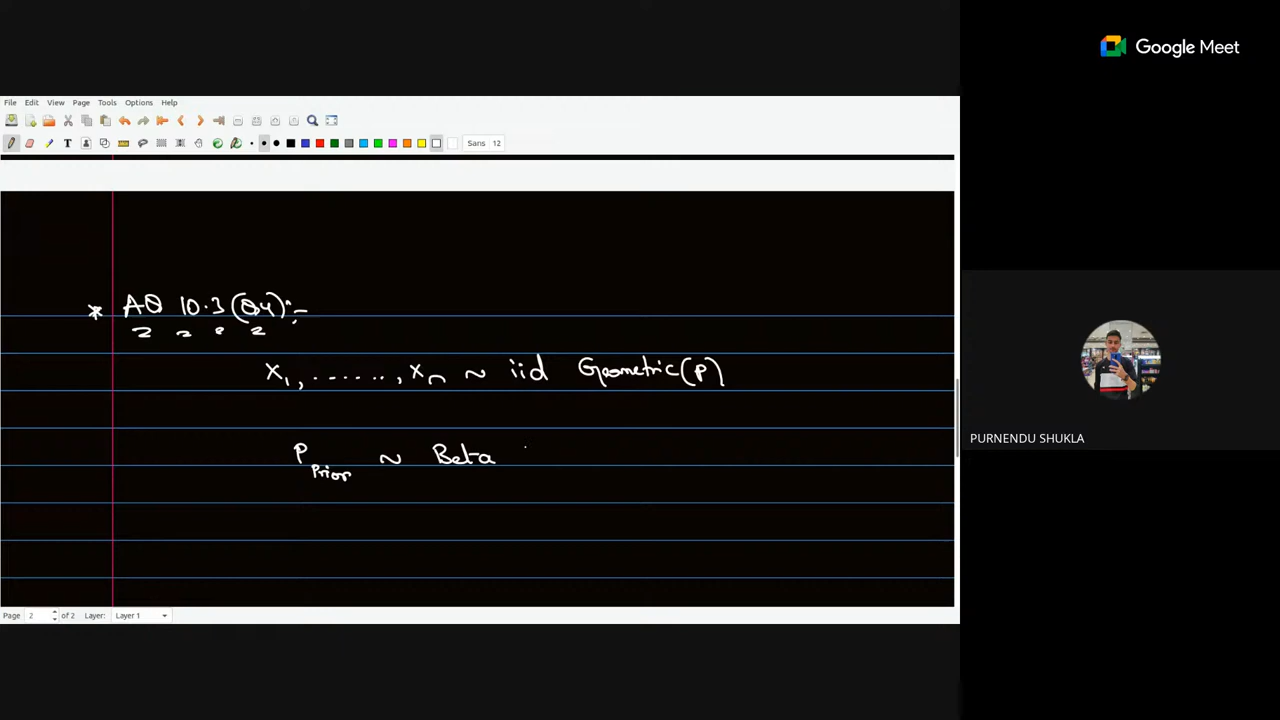 Google Meet
File Edit View Page Tools Options Help
Sans 12
* AQ 10.3 (Q4):-
X1, ......, Xn ~ iid Geometric(P)
P Prior ~ Beta
PURNENDU SHUKLA
Page 2 of 2 Layer: Layer 1